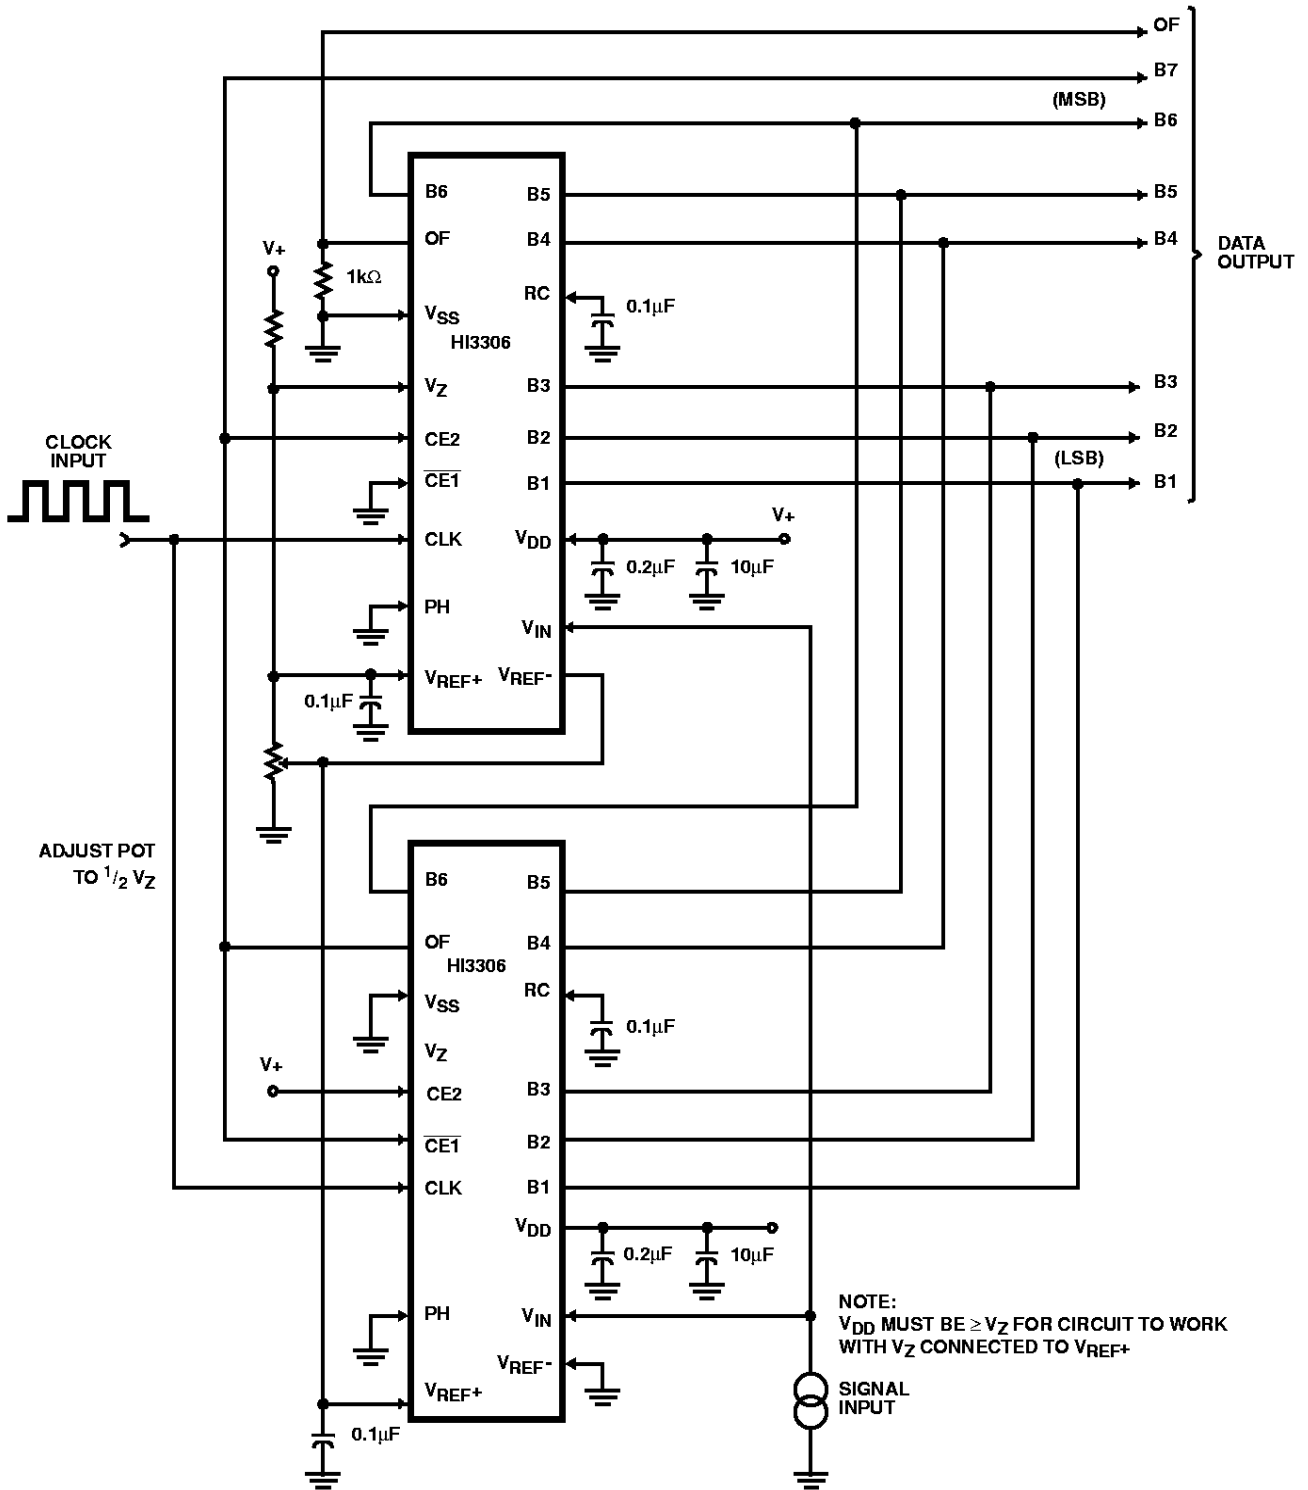 OF
B7
(MSB)
B6
B5
B4
DATA
OUTPUT
B3
B2
(LSB)
B1
B6
OF
V+
1kΩ
VSS
HI3306
VZ
CE2
CE1
CLOCK
INPUT
CLK
PH
VREF+
0.1µF
B5
B4
RC
0.1µF
B3
B2
B1
VDD
V+
0.2µF
10µF
VIN
VREF-
ADJUST POT
TO 1/2 VZ
B6
OF
HI3306
VSS
VZ
V+
CE2
CE1
CLK
PH
VREF+
0.1µF
B5
B4
RC
0.1µF
B3
B2
B1
VDD
0.2µF
10µF
VIN
VREF-
NOTE:
VDD MUST BE ≥ VZ FOR CIRCUIT TO WORK
WITH VZ CONNECTED TO VREF+
SIGNAL
INPUT